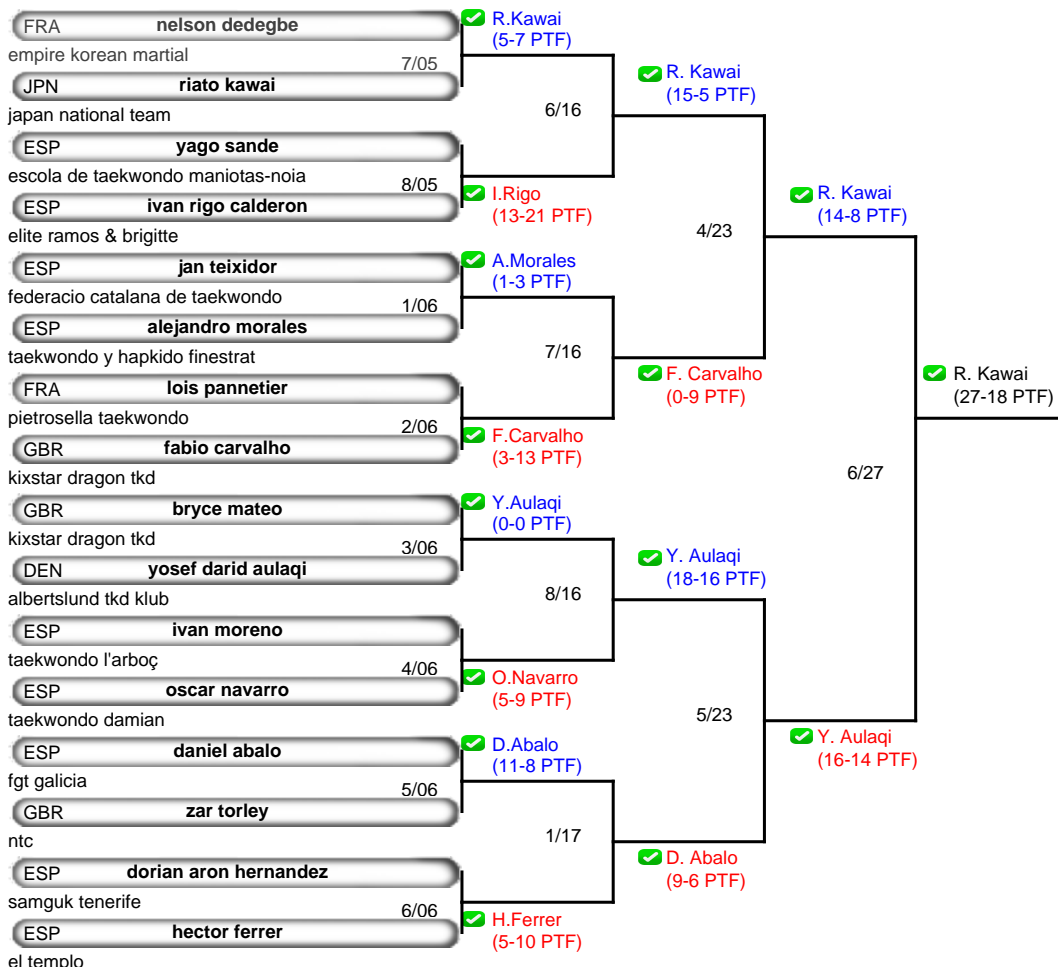 FRA nelson dedegbe
empire korean martial
7/05
JPN riato kawai
japan national team
ESP yago sande
escola de taekwondo maniotas-noia
8/05
ESP ivan rigo calderon
elite ramos & brigitte
ESP jan teixidor
federacio catalana de taekwondo
1/06
ESP alejandro morales
taekwondo y hapkido finestrat
FRA lois pannetier
pietrosella taekwondo
2/06
GBR fabio carvalho
kixstar dragon tkd
GBR bryce mateo
kixstar dragon tkd
3/06
DEN yosef darid aulaqi
albertslund tkd klub
ESP ivan moreno
taekwondo l'arboç
4/06
ESP oscar navarro
taekwondo damian
ESP daniel abalo
fgt galicia
5/06
GBR zar torley
ntc
ESP dorian aron hernandez
samguk tenerife
6/06
ESP hector ferrer
el templo
R.Kawai
(5-7 PTF)
6/16
I.Rigo
(13-21 PTF)
A.Morales
(1-3 PTF)
7/16
F.Carvalho
(3-13 PTF)
Y.Aulaqi
(0-0 PTF)
8/16
O.Navarro
(5-9 PTF)
D.Abalo
(11-8 PTF)
1/17
H.Ferrer
(5-10 PTF)
R. Kawai
(15-5 PTF)
4/23
F. Carvalho
(0-9 PTF)
Y. Aulaqi
(18-16 PTF)
5/23
D. Abalo
(9-6 PTF)
R. Kawai
(14-8 PTF)
6/27
Y. Aulaqi
(16-14 PTF)
R. Kawai
(27-18 PTF)